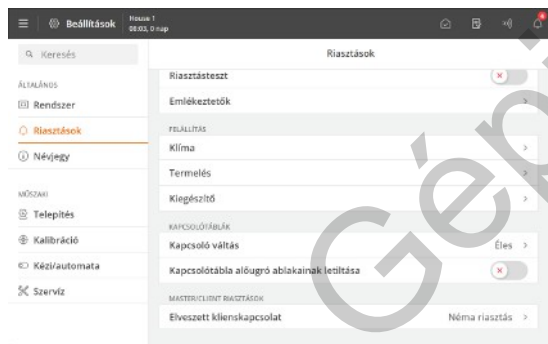 Beállítások
House 1
08:03, 0 nap
Keresés
Riasztások
ÁLTALÁNOS
Rendszer
Riasztások
Névjegy
MŰSZAKI
Telepítés
Kalibráció
Kézi/automata
Szervíz
Riasztásteszt
Emlékeztetők
FELÁLLÍTÁS
Klíma
Termelés
Kiegészítő
KAPCSOLÓTÁBLÁK
Kapcsoló váltás Éles
Kapcsolótábla előugró ablakainak letiltása
MASTER/CLIENT RIASZTÁSOK
Elveszett klienskapcsolat Néma riasztás
Gép